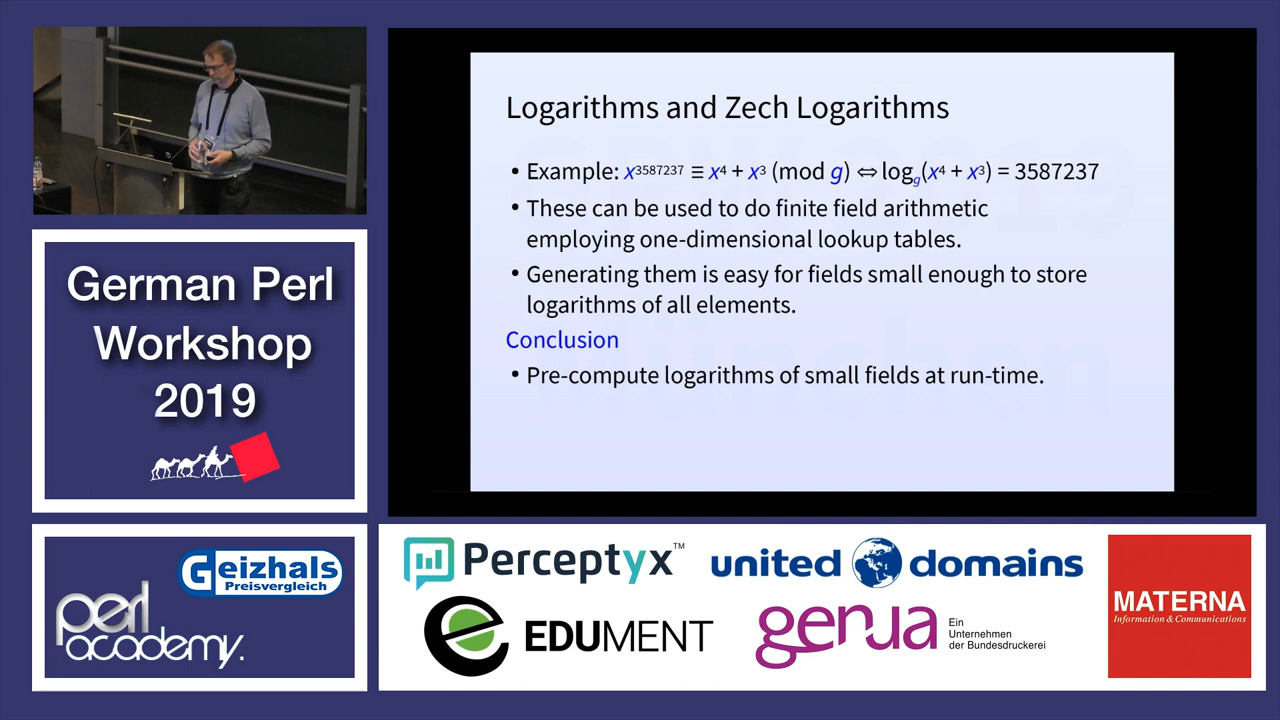 Logarithms and Zech Logarithms
• Example: x³⁵⁸⁷²³⁷ ≡ x⁴ + x³ (mod g) ⇔ log_g(x⁴ + x³) = 3587237
• These can be used to do finite field arithmetic
employing one-dimensional lookup tables.
• Generating them is easy for fields small enough to store
logarithms of all elements.
Conclusion
• Pre-compute logarithms of small fields at run-time.
German Perl
Workshop
2019
Geizhals
Preisvergleich
perl
academy.
Perceptyx™
united domains
EDUMENT
genua
Ein
Unternehmen
der Bundesdruckerei
MATERNA
Information & Communications